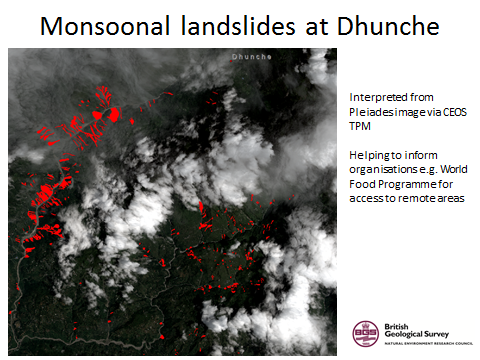 Monsoonal landslides at Dhunche
Dhunche
Interpreted from
Pleiades image via CEOS
TPM
Helping to inform
organisations e.g. World
Food Programme for
access to remote areas
BGS
British
Geological Survey
NATURAL ENVIRONMENT RESEARCH COUNCIL